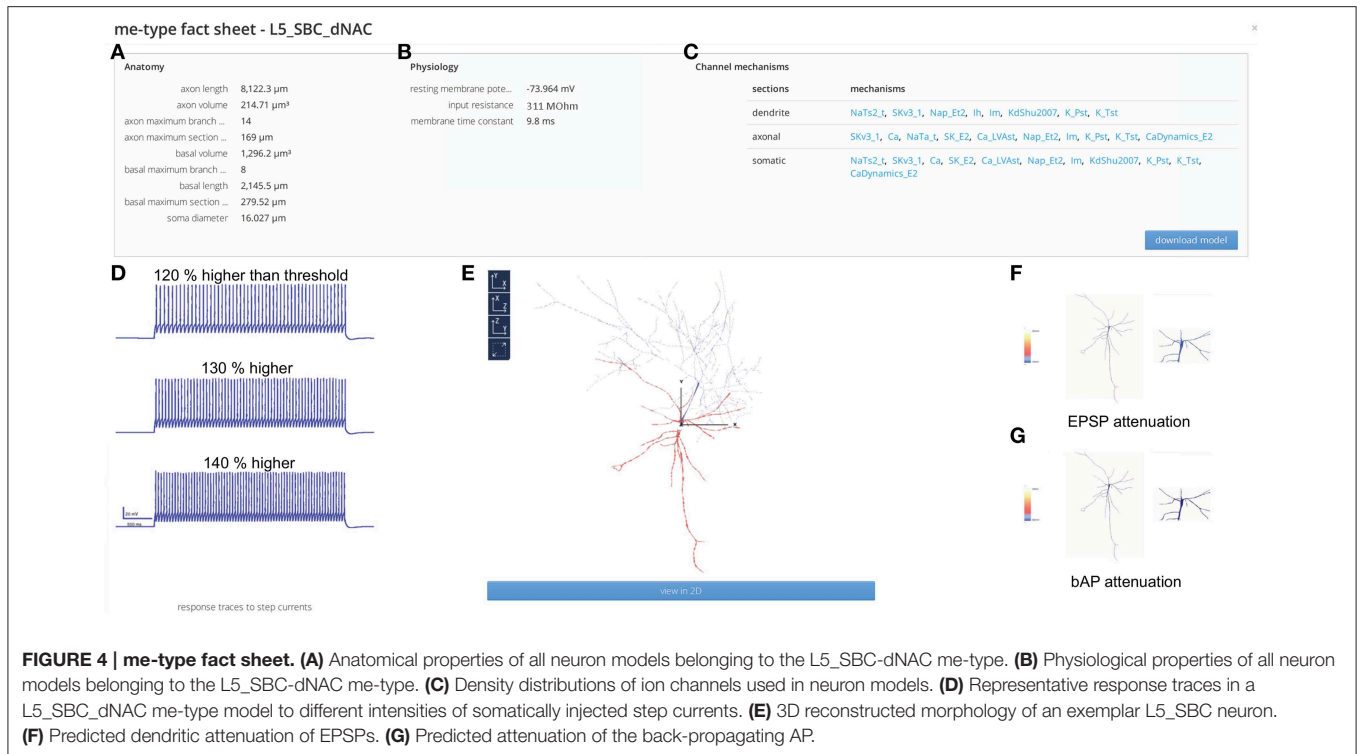 me-type fact sheet - L5_SBC_dNAC
×
A
Anatomy
axon length 8,122.3 µm
axon volume 214.71 µm³
axon maximum branch ... 14
axon maximum section ... 169 µm
basal volume 1,296.2 µm³
basal maximum branch ... 8
basal length 2,145.5 µm
basal maximum section ... 279.52 µm
soma diameter 16.027 µm
B
Physiology
resting membrane pote... -73.964 mV
input resistance 311 MOhm
membrane time constant 9.8 ms
C
Channel mechanisms
sections mechanisms
dendrite NaTs2_t, SKv3_1, Nap_Et2, Ih, Im, KdShu2007, K_Pst, K_Tst
axonal SKv3_1, Ca, NaTa_t, SK_E2, Ca_LVAst, Nap_Et2, Im, K_Pst, K_Tst, CaDynamics_E2
somatic NaTs2_t, SKv3_1, Ca, SK_E2, Ca_LVAst, Nap_Et2, Im, KdShu2007, K_Pst, K_Tst,
CaDynamics_E2
download model
D
120 % higher than threshold
130 % higher
140 % higher
20 mV
500 ms
response traces to step currents
E
Y
X
X
Z
Z
Y
Y
X
view in 2D
F
EPSP attenuation
G
bAP attenuation
FIGURE 4 | me-type fact sheet. (A) Anatomical properties of all neuron models belonging to the L5_SBC-dNAC me-type. (B) Physiological properties of all neuron
models belonging to the L5_SBC-dNAC me-type. (C) Density distributions of ion channels used in neuron models. (D) Representative response traces in a
L5_SBC_dNAC me-type model to different intensities of somatically injected step currents. (E) 3D reconstructed morphology of an exemplar L5_SBC neuron.
(F) Predicted dendritic attenuation of EPSPs. (G) Predicted attenuation of the back-propagating AP.